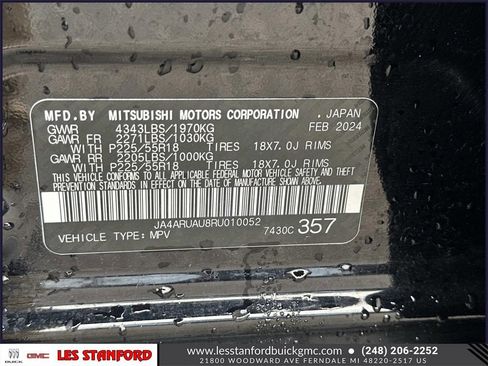 MFD.BY MITSUBISHI MOTORS CORPORATION , JAPAN
GVWR 4343LBS/1970KG FEB 2024
GAWR FR 2271LBS/1030KG
WITH P225/55R18 TIRES 18X7.0J RIMS
GAWR RR 2205LBS/1000KG
WITH P225/55R18 TIRES 18X7.0J RIMS
THIS VEHICLE CONFORMS TO ALL APPLICABLE FEDERAL MOTOR
VEHICLE SAFETY, BUMPER, AND THEFT PREVENTION STANDARDS
IN EFFECT ON THE DATE OF MANUFACTURE SHOWN ABOVE.
JA4ARUAU8RU010052
VEHICLE TYPE: MPV 7430C 357
BUICK GMC LES STANFORD
www.lesstanfordbuickgmc.com (248) 206-2252
21800 WOODWARD AVE FERNDALE MI 48220-2517 US